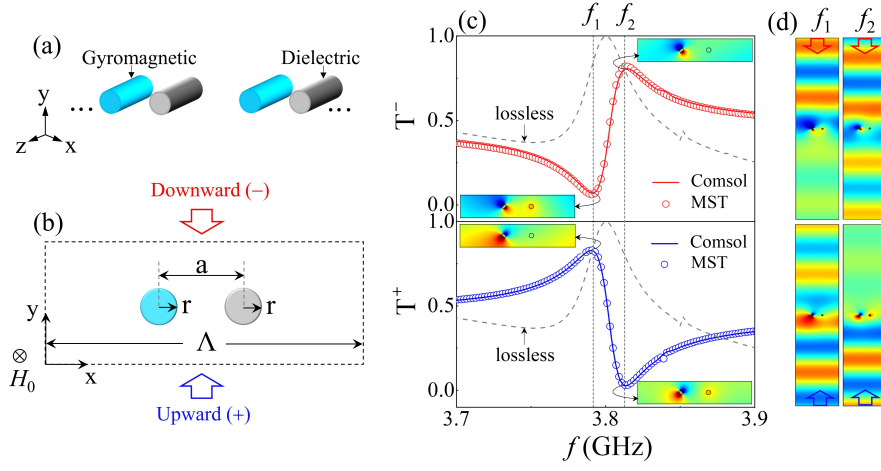 (a)
Gyromagnetic
Dielectric
...
...
y
z
x
Downward (−)
(b)
a
r
r
y
Λ
⊗
H₀
x
Upward (+)
(c)
f₁
f₂
1.0
T⁻
lossless
0.5
Comsol
MST
0.0
1.0
Comsol
MST
T⁺
0.5
lossless
0.0
3.7
3.8
3.9
f (GHz)
(d)
f₁
f₂